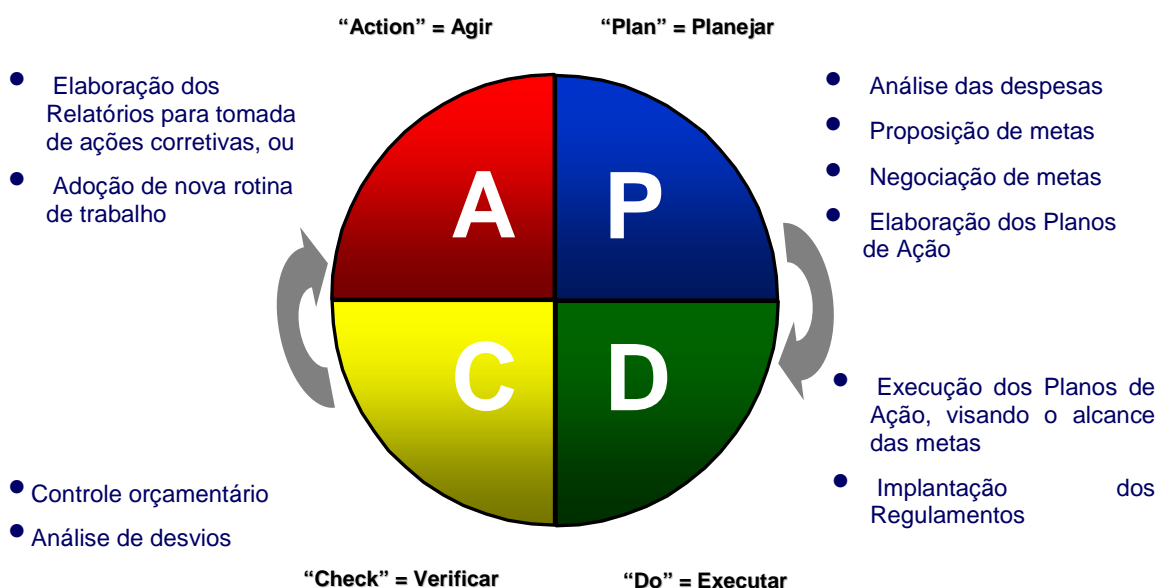 “Action” = Agir
“Plan” = Planejar
Elaboração dos
Relatórios para tomada
de ações corretivas, ou
Adoção de nova rotina
de trabalho
Análise das despesas
Proposição de metas
Negociação de metas
Elaboração dos Planos
de Ação
A
P
C
D
Execução dos Planos de
Ação, visando o alcance
das metas
Implantação dos
Regulamentos
Controle orçamentário
Análise de desvios
“Check” = Verificar
“Do” = Executar